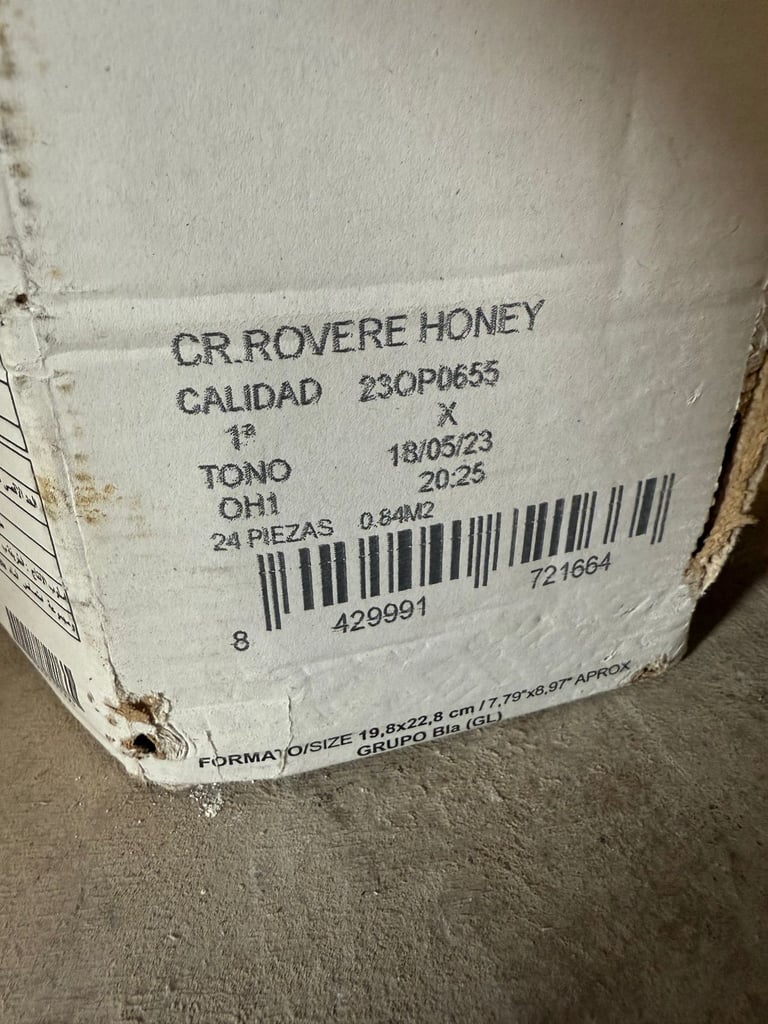 CR.ROVERE HONEY
CALIDAD 23OP0655
1ª X
TONO 18/05/23
OH1 20:25
24 PIEZAS 0.84M2
8 429991 721664
FORMATO/SIZE 19,8x22,8 cm / 7,79"x8,97" APROX
GRUPO BIa (GL)